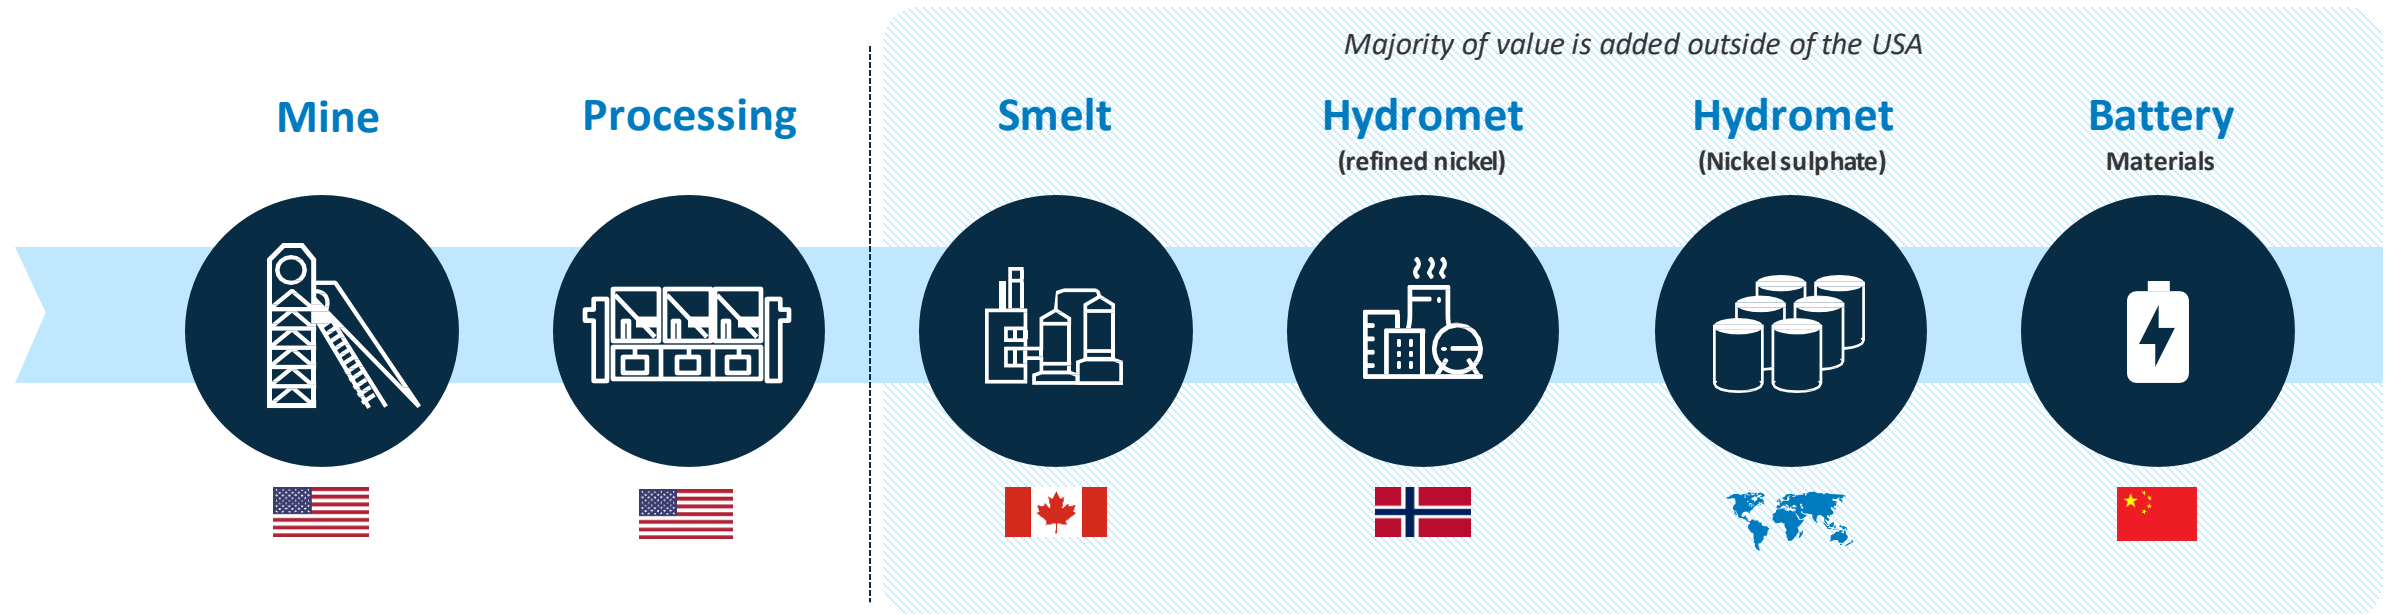 Majority of value is added outside of the USA
Mine
Processing
Smelt
Hydromet
(refined nickel)
Hydromet
(Nickel sulphate)
Battery
Materials